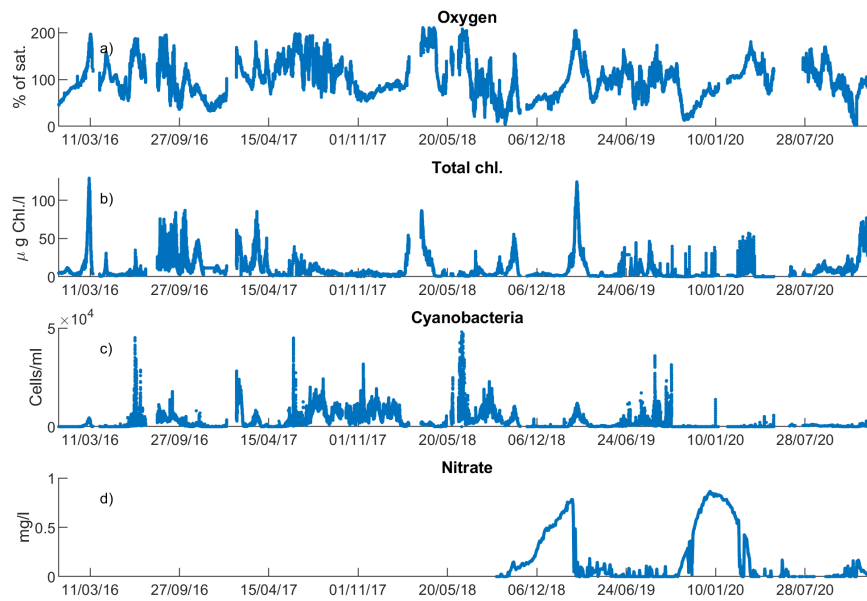 Oxygen
a)
% of sat.
200
100
0
11/03/16 27/09/16 15/04/17 01/11/17 20/05/18 06/12/18 24/06/19 10/01/20 28/07/20
Total chl.
b)
μ g Chl./l
100
50
0
11/03/16 27/09/16 15/04/17 01/11/17 20/05/18 06/12/18 24/06/19 10/01/20 28/07/20
×10⁴
Cyanobacteria
c)
Cells/ml
5
0
11/03/16 27/09/16 15/04/17 01/11/17 20/05/18 06/12/18 24/06/19 10/01/20 28/07/20
Nitrate
d)
mg/l
1
0.5
0
11/03/16 27/09/16 15/04/17 01/11/17 20/05/18 06/12/18 24/06/19 10/01/20 28/07/20